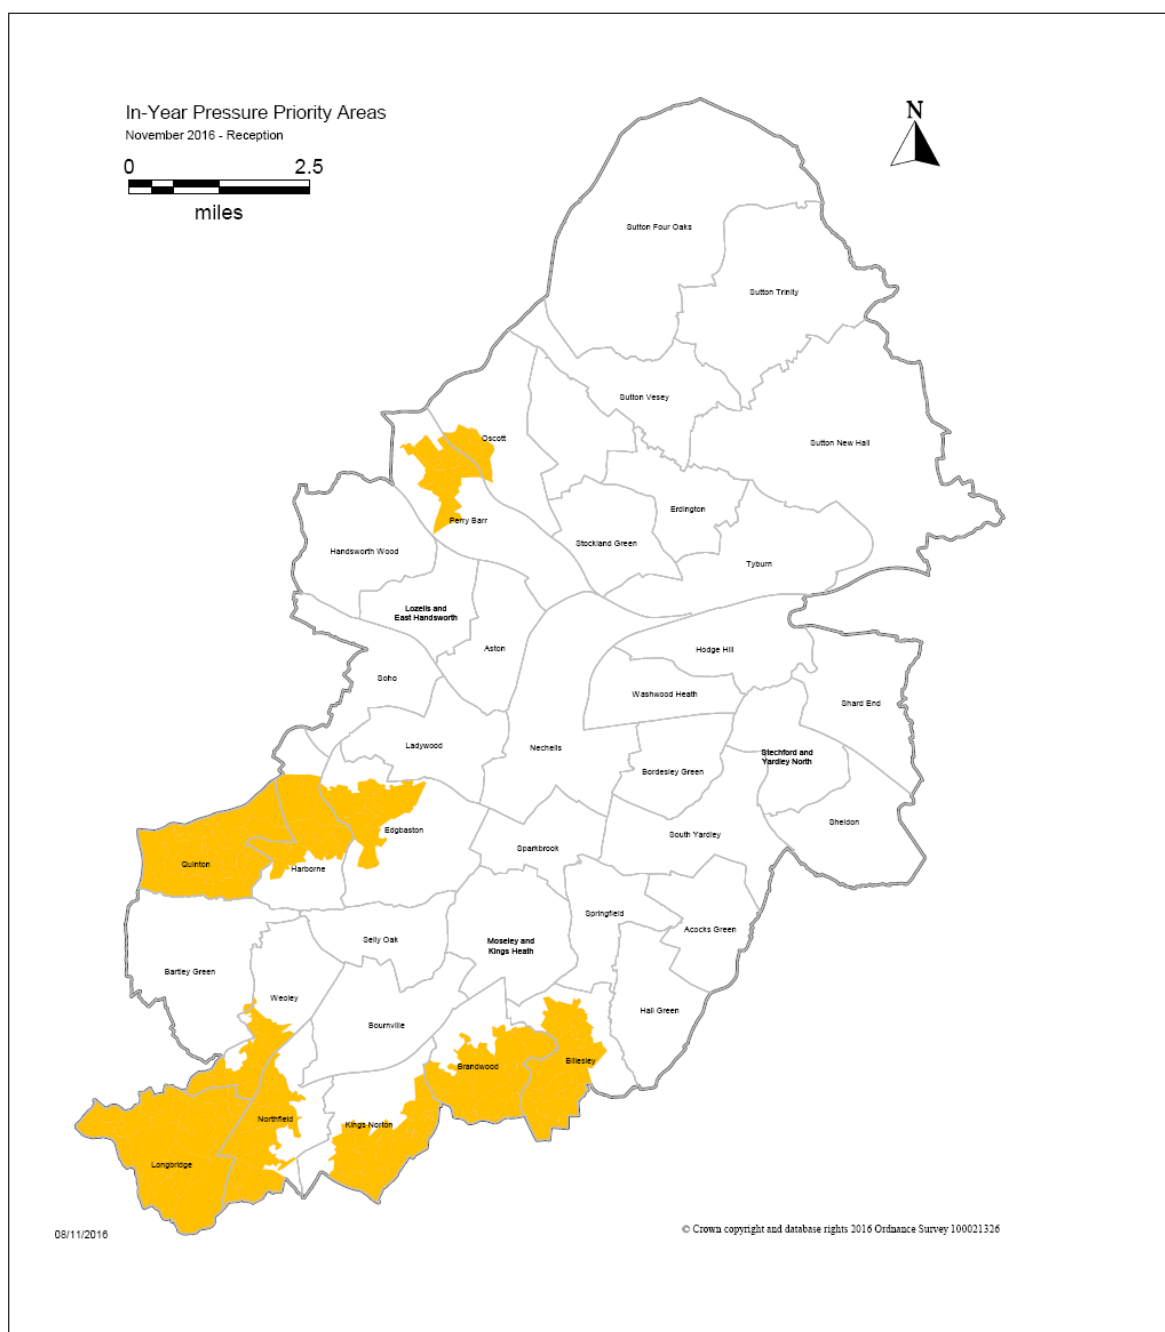 In-Year Pressure Priority Areas
November 2016 - Reception
0 2.5
miles
N
Sutton Four Oaks
Sutton Trinity
Sutton Vesey
Oscott
Sutton New Hall
Erdington
Perry Barr
Stockland Green
Handsworth Wood
Tyburn
Lozells and
East Handsworth
Aston
Hodge Hill
Soho
Washwood Heath
Shard End
Ladywood
Nechells
Stechford and
Yardley North
Bordesley Green
Edgbaston
Sheldon
South Yardley
Sparkbrook
Quinton
Harborne
Springfield
Acocks Green
Selly Oak
Moseley and
Kings Heath
Bartley Green
Weoley
Hall Green
Bournville
Billesley
Brandwood
Northfield
Kings Norton
Longbridge
08/11/2016
© Crown copyright and database rights 2016 Ordnance Survey 100021326